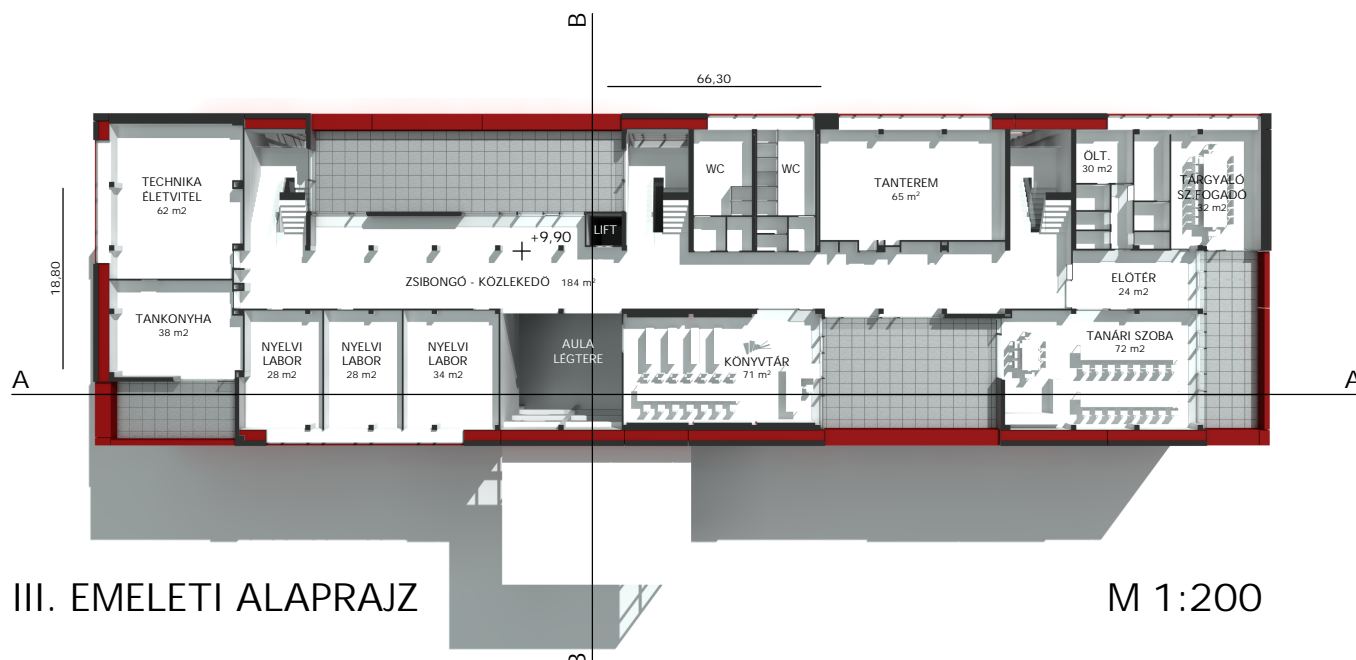 B
66,30
WC
WC
TECHNIKA
ÉLETVITEL
62 m2
TANTEREM
65 m²
ÖLT.
30 m2
TÁRGYALÓ
SZ.FOGADÓ
32 m2
LIFT
+9,90
18,80
ZSIBONGÓ - KÖZLEKEDÖ 184 m²
ELÖTÉR
24 m2
TANKONYHA
38 m2
NYELVI
LABOR
28 m2
NYELVI
LABOR
28 m2
NYELVI
LABOR
34 m2
AULA
LÉGTERE
KÖNYVTÁR
71 m²
TANÁRI SZOBA
72 m2
A
A
III. EMELETI ALAPRAJZ
M 1:200
B